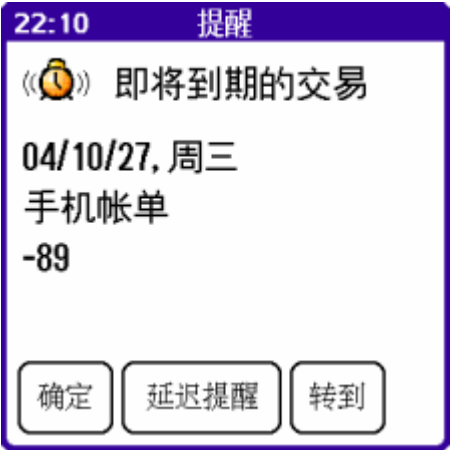 22:10 提醒
即将到期的交易
04/10/27, 周三
手机帐单
-89
确定 延迟提醒 转到